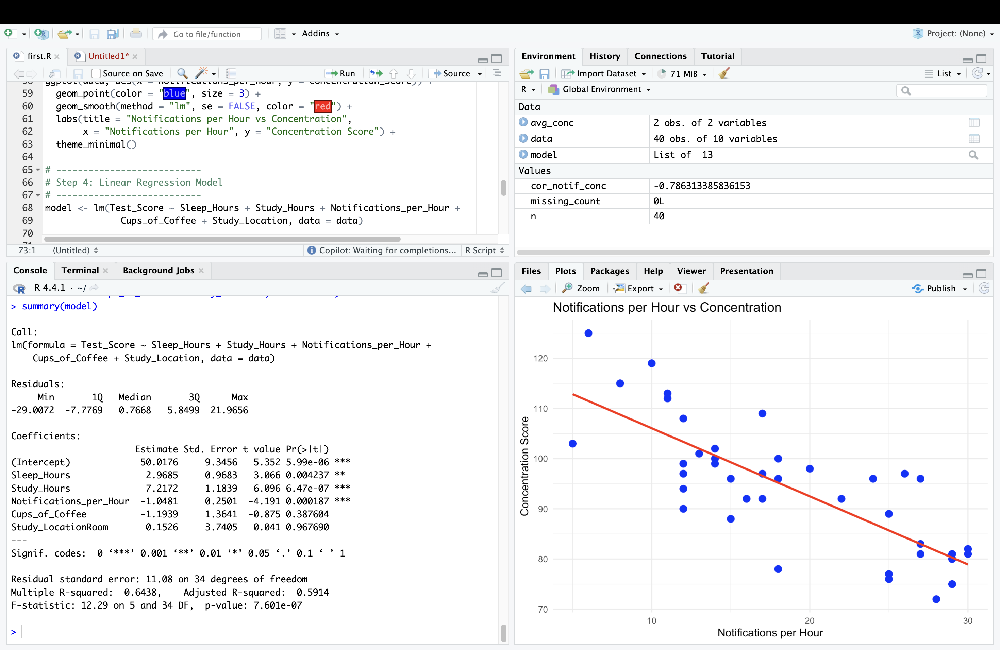 Go to file/function
Addins
Project: (None)
first.R
Untitled1*
Source on Save
Run
Source
59 geom_point(color = "blue", size = 3) +
60 geom_smooth(method = "lm", se = FALSE, color = "red") +
61 labs(title = "Notifications per Hour vs Concentration",
62 x = "Notifications per Hour", y = "Concentration Score") +
63 theme_minimal()
64
65 # ---------------------------
66 # Step 4: Linear Regression Model
67 # ---------------------------
68 model <- lm(Test_Score ~ Sleep_Hours + Study_Hours + Notifications_per_Hour +
69 Cups_of_Coffee + Study_Location, data = data)
70
73:1 (Untitled) Copilot: Waiting for completions... R Script
Console Terminal Background Jobs
R 4.4.1 · ~/
> summary(model)
Call:
lm(formula = Test_Score ~ Sleep_Hours + Study_Hours + Notifications_per_Hour +
Cups_of_Coffee + Study_Location, data = data)
Residuals:
Min 1Q Median 3Q Max
-29.0072 -7.7769 0.7668 5.8499 21.9656
Coefficients:
Estimate Std. Error t value Pr(>|t|)
(Intercept) 50.0176 9.3456 5.352 5.99e-06 ***
Sleep_Hours 2.9685 0.9683 3.066 0.004237 **
Study_Hours 7.2172 1.1839 6.096 6.47e-07 ***
Notifications_per_Hour -1.0481 0.2501 -4.191 0.000187 ***
Cups_of_Coffee -1.1939 1.3641 -0.875 0.387604
Study_LocationRoom 0.1526 3.7405 0.041 0.967690
---
Signif. codes: 0 ‘***’ 0.001 ‘**’ 0.01 ‘*’ 0.05 ‘.’ 0.1 ‘ ’ 1
Residual standard error: 11.08 on 34 degrees of freedom
Multiple R-squared: 0.6438, Adjusted R-squared: 0.5914
F-statistic: 12.29 on 5 and 34 DF, p-value: 7.601e-07
>
Environment History Connections Tutorial
Import Dataset 71 MiB List
R Global Environment
Data
avg_conc 2 obs. of 2 variables
data 40 obs. of 10 variables
model List of 13
Values
cor_notif_conc -0.786313385836153
missing_count 0L
n 40
Files Plots Packages Help Viewer Presentation
Zoom Export Publish
Notifications per Hour vs Concentration
Concentration Score
120
110
100
90
80
70
10 20 30
Notifications per Hour